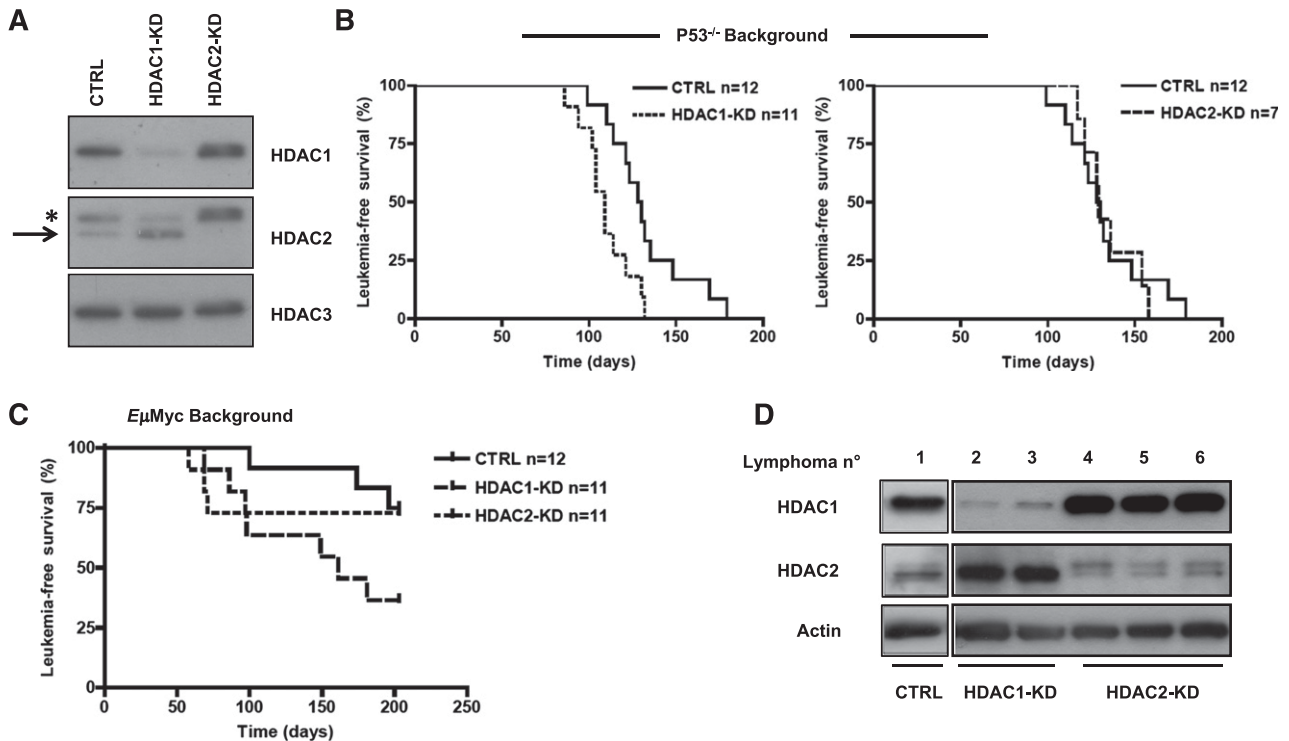 A
CTRL
HDAC1-KD
HDAC2-KD
HDAC1
*
HDAC2
HDAC3
B
P53-/- Background
Leukemia-free survival (%)
100
75
50
25
0
0 50 100 150 200
Time (days)
CTRL n=12
HDAC1-KD n=11
Leukemia-free survival (%)
100
75
50
25
0
0 50 100 150 200
Time (days)
CTRL n=12
HDAC2-KD n=7
C
EμMyc Background
Leukemia-free survival (%)
100
75
50
25
0
0 50 100 150 200 250
Time (days)
CTRL n=12
HDAC1-KD n=11
HDAC2-KD n=11
D
Lymphoma n° 1 2 3 4 5 6
HDAC1
HDAC2
Actin
CTRL HDAC1-KD HDAC2-KD